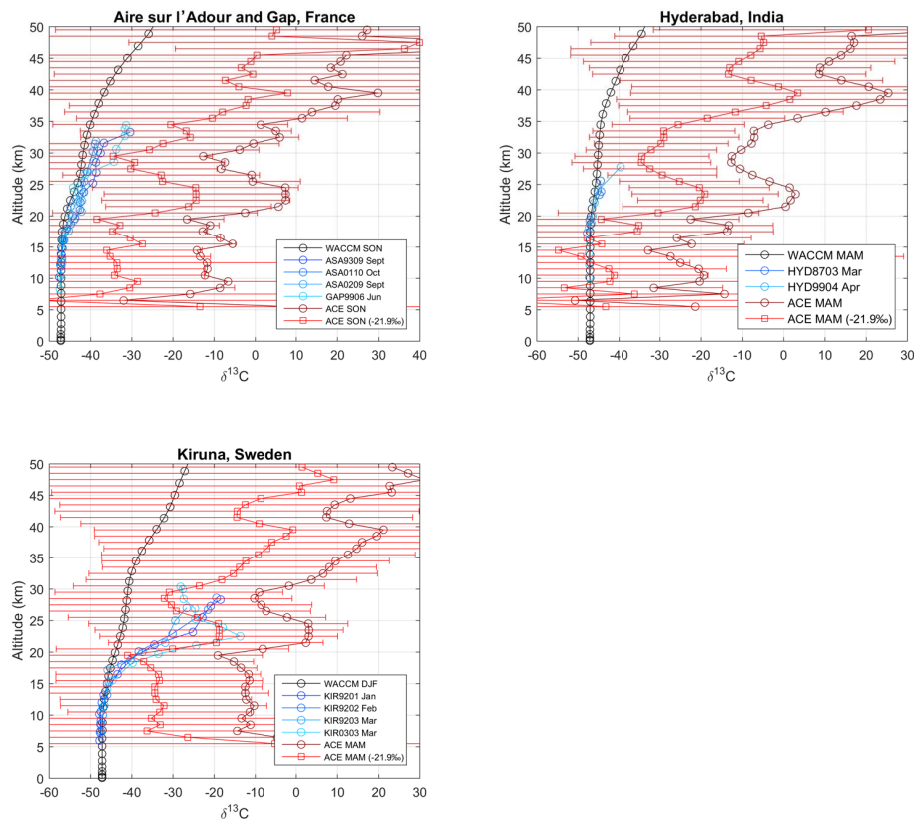 Aire sur l'Adour and Gap, France
50
45
40
35
30
25
20
15
10
5
0
Altitude (km)
WACCM SON
ASA9309 Sept
ASA0110 Oct
ASA0209 Sept
GAP9906 Jun
ACE SON
ACE SON (-21.9‰)
-50 -40 -30 -20 -10 0 10 20 30 40
δ¹³C
Hyderabad, India
50
45
40
35
30
25
20
15
10
5
0
Altitude (km)
WACCM MAM
HYD8703 Mar
HYD9904 Apr
ACE MAM
ACE MAM (-21.9‰)
-60 -50 -40 -30 -20 -10 0 10 20 30
δ¹³C
Kiruna, Sweden
50
45
40
35
30
25
20
15
10
5
0
Altitude (km)
WACCM DJF
KIR9201 Jan
KIR9202 Feb
KIR9203 Mar
KIR0303 Mar
ACE MAM
ACE MAM (-21.9‰)
-60 -50 -40 -30 -20 -10 0 10 20 30
δ¹³C